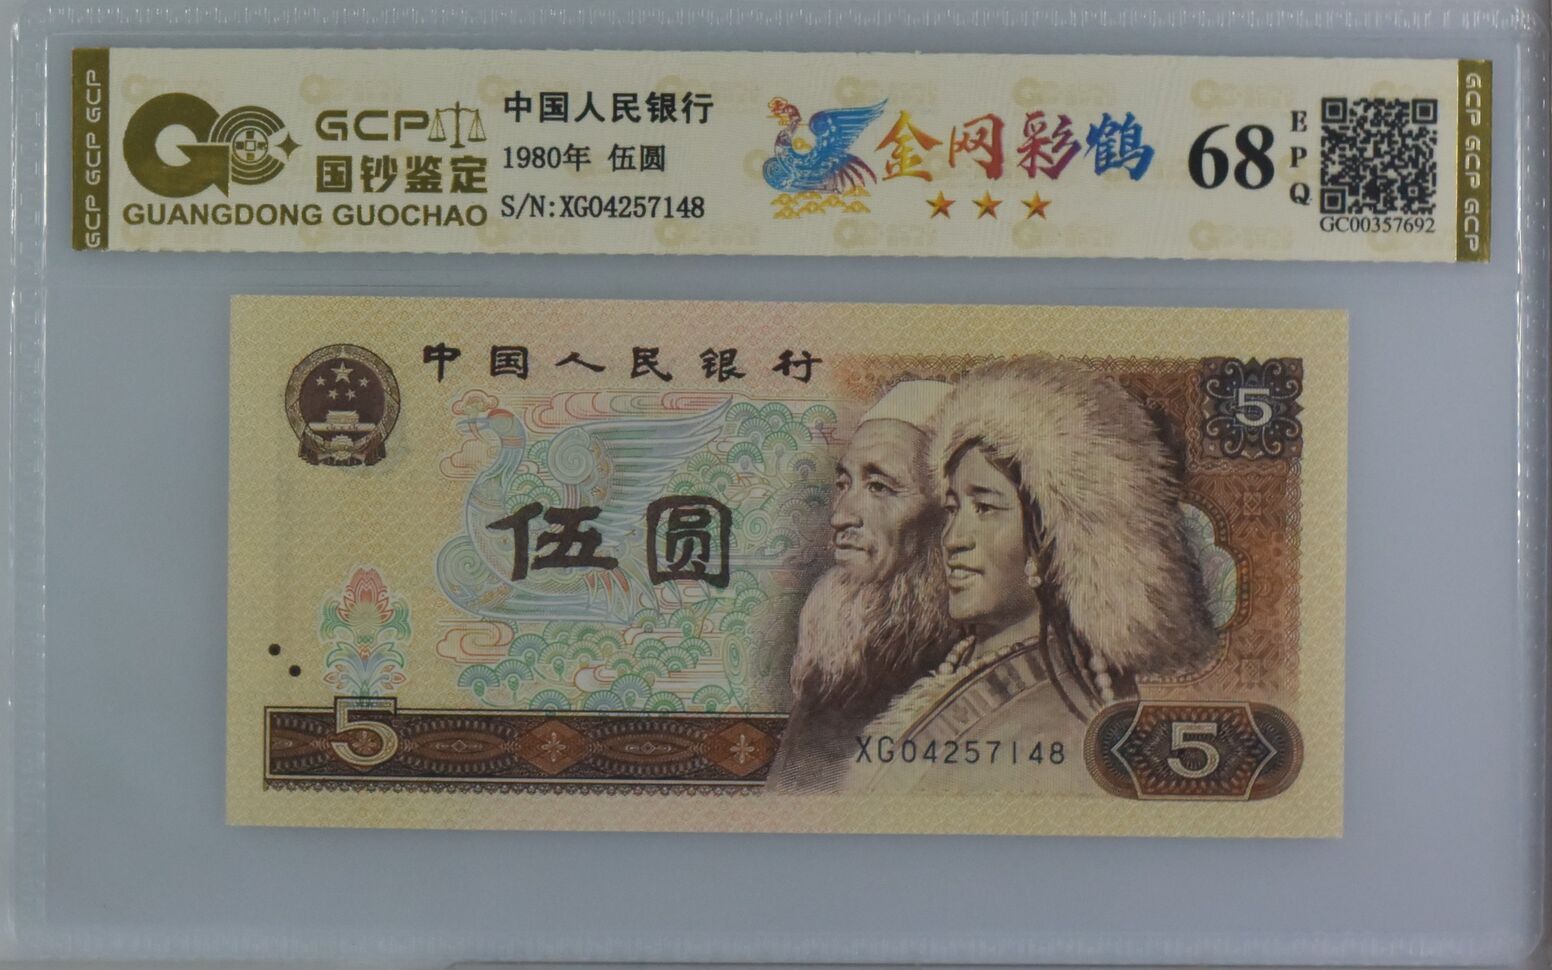 GCP GCP GCP
GCP
国钞鉴定
GUANGDONG GUOCHAO
中国人民银行
1980年 伍圆
S/N:XG04257148
金网彩鹤
68
EPQ
GC00357692
GCP GCP GCP
中国人民银行
5
伍圆
5
XG04257148
5